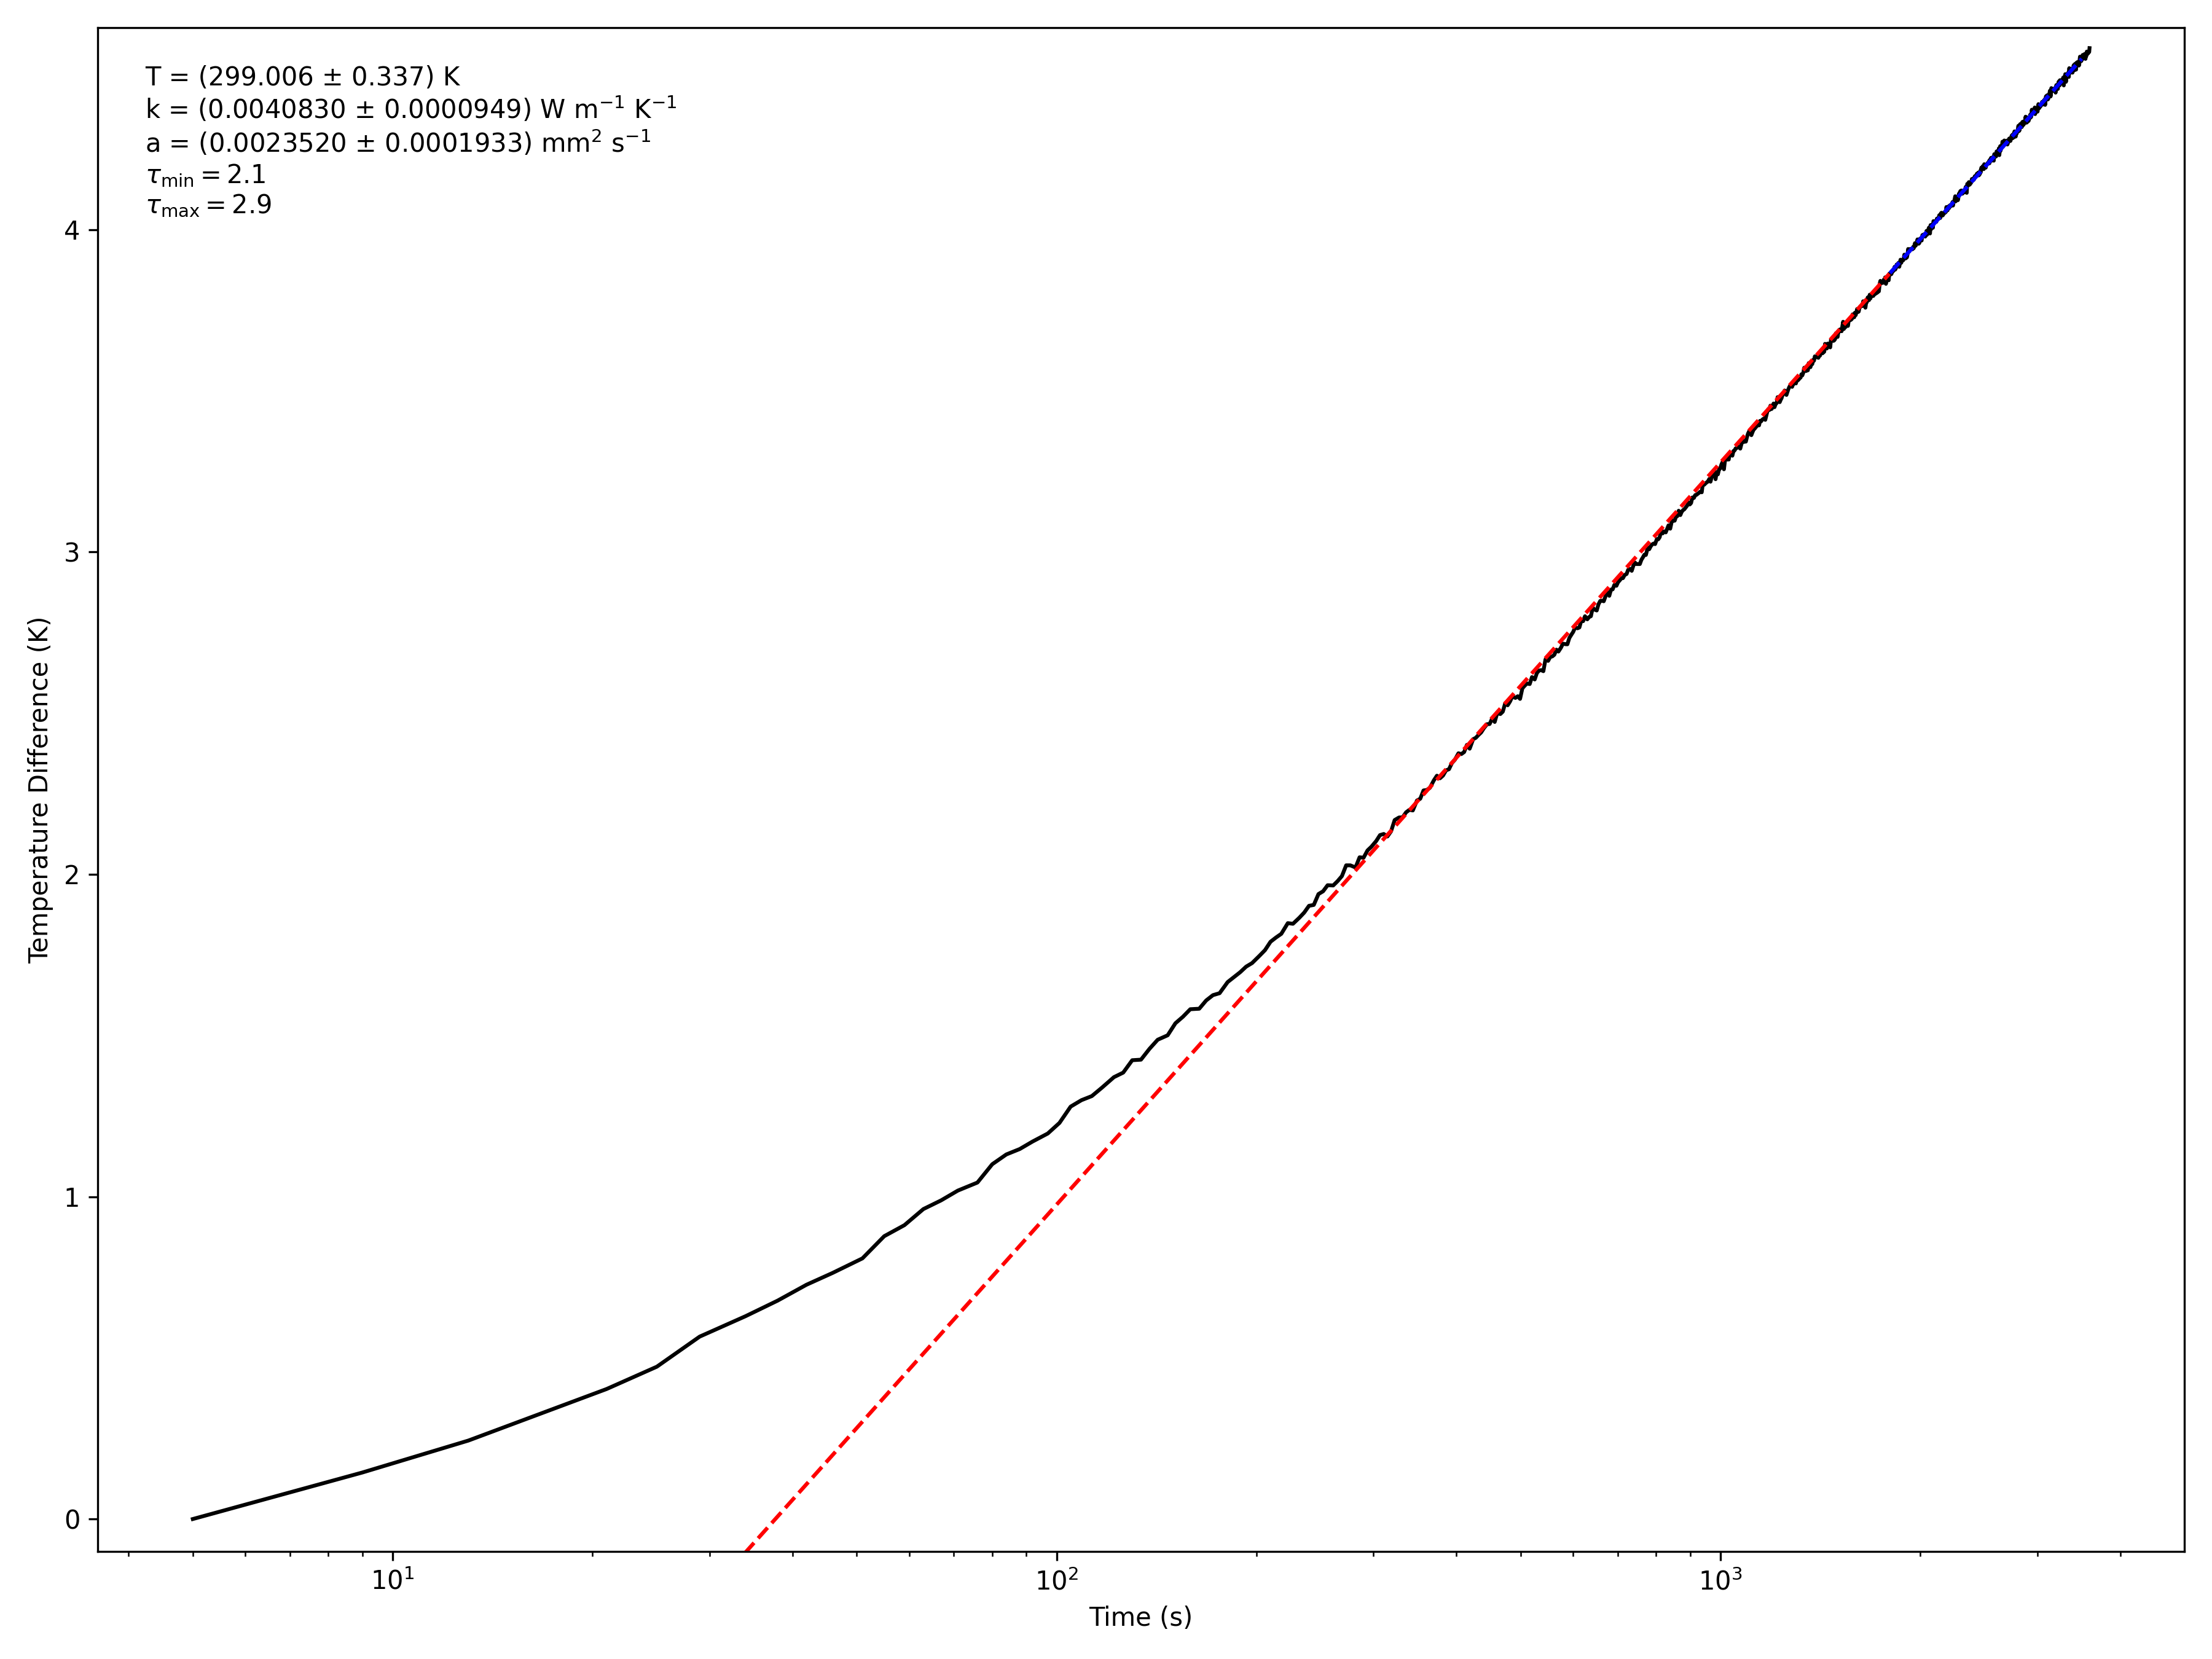 T = (299.006 ± 0.337) K
k = (0.0040830 ± 0.0000949) W m⁻¹ K⁻¹
a = (0.0023520 ± 0.0001933) mm² s⁻¹
τmin = 2.1
τmax = 2.9
4
3
2
1
0
Temperature Difference (K)
10¹ 10² 10³
Time (s)